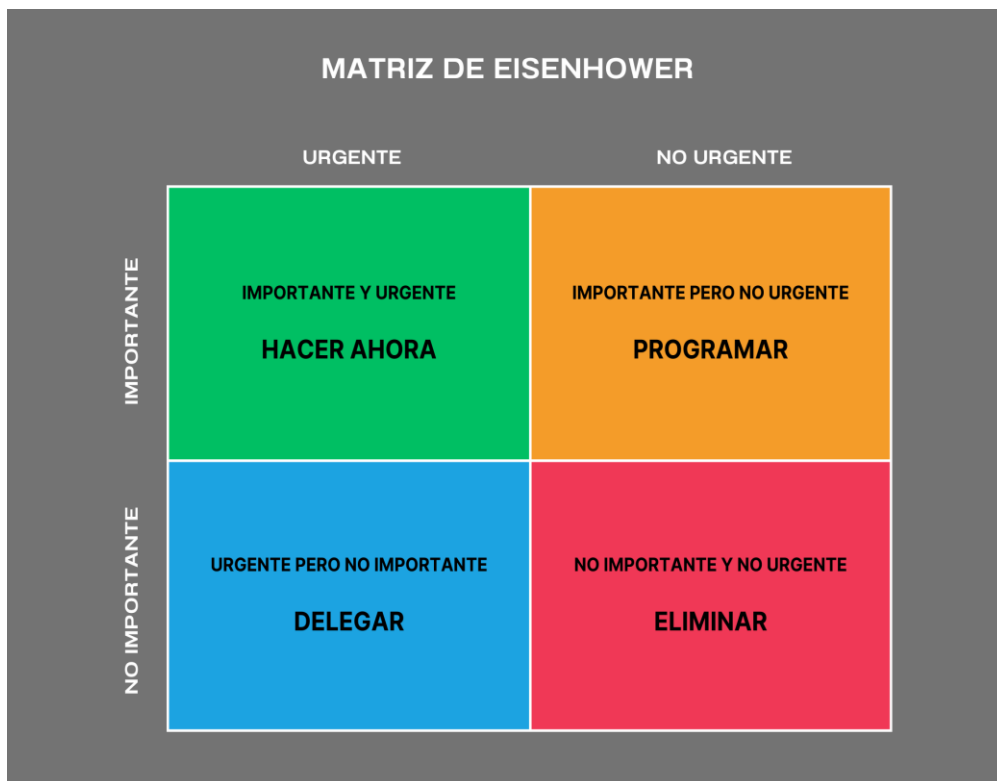 MATRIZ DE EISENHOWER
URGENTE
NO URGENTE
IMPORTANTE
IMPORTANTE Y URGENTE
HACER AHORA
IMPORTANTE PERO NO URGENTE
PROGRAMAR
NO IMPORTANTE
URGENTE PERO NO IMPORTANTE
DELEGAR
NO IMPORTANTE Y NO URGENTE
ELIMINAR